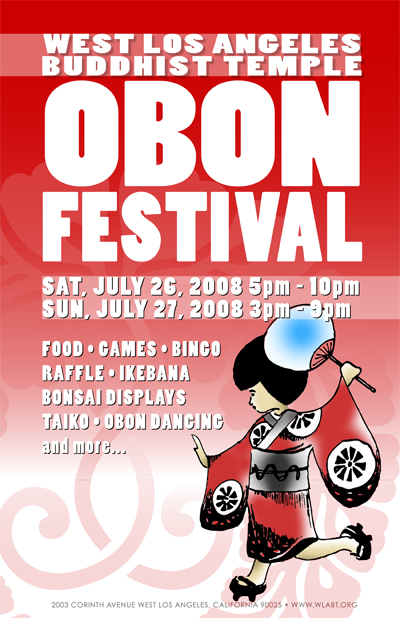 WEST LOS ANGELES
BUDDHIST TEMPLE
OBON
FESTIVAL
SAT, JULY 26, 2008 5pm - 10pm
SUN, JULY 27, 2008 3pm - 9pm
FOOD • GAMES • BINGO
RAFFLE • IKEBANA
BONSAI DISPLAYS
TAIKO • OBON DANCING
and more...
2003 CORINTH AVENUE WEST LOS ANGELES, CALIFORNIA 90025 • WWW.WLABT.ORG